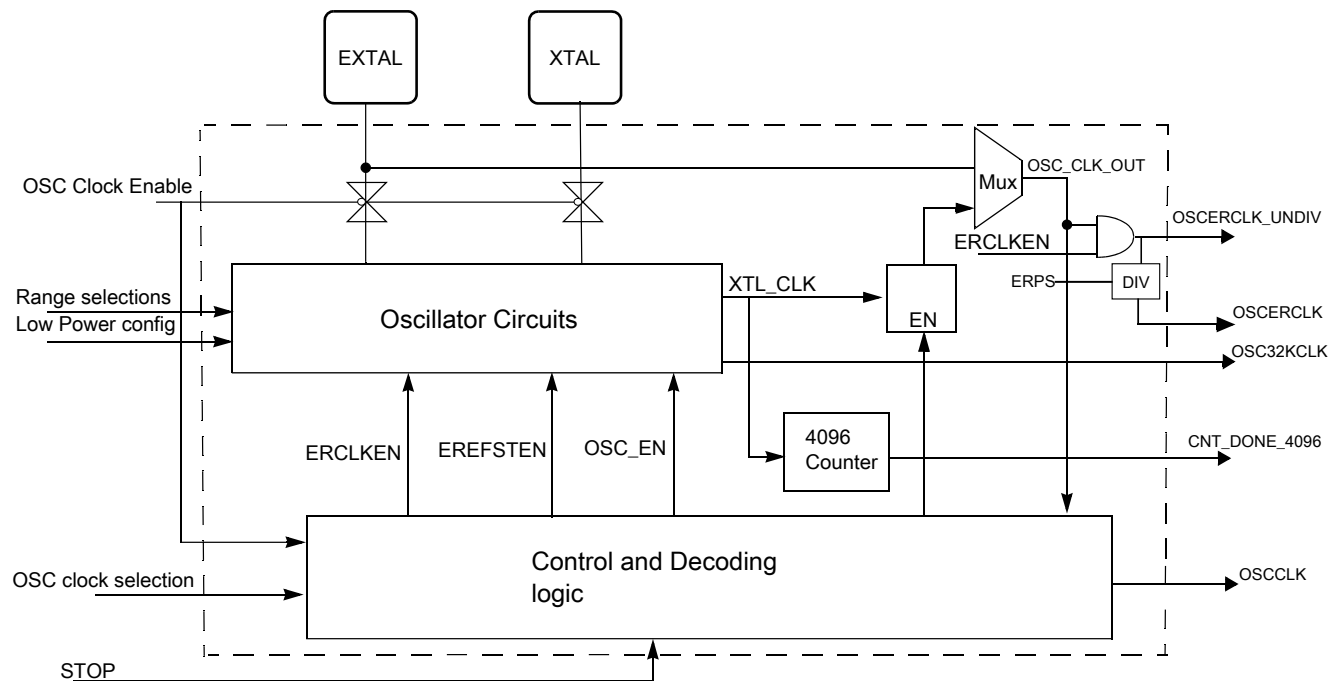 EXTAL
XTAL
OSC Clock Enable
Mux
OSC_CLK_OUT
OSCERCLK_UNDIV
ERCLKEN
ERPS
DIV
Range selections
Low Power config
Oscillator Circuits
XTL_CLK
EN
OSCERCLK
OSC32KCLK
ERCLKEN
EREFSTEN
OSC_EN
4096
Counter
CNT_DONE_4096
Control and Decoding
logic
OSC clock selection
OSCCLK
STOP